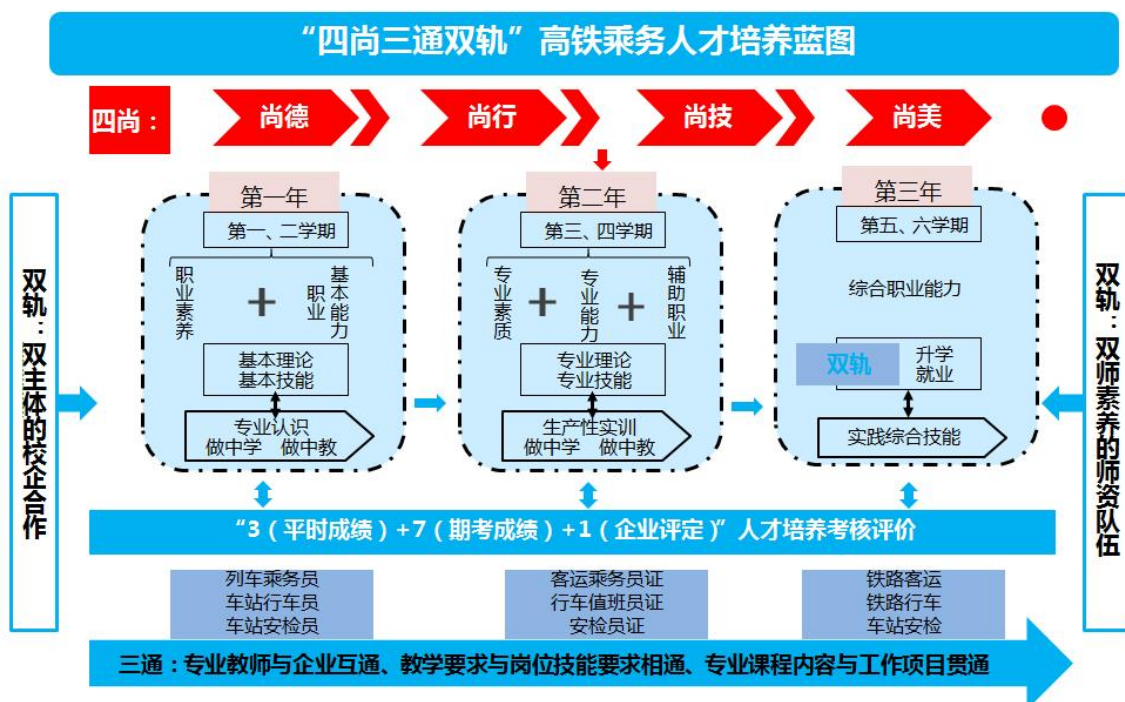 “四尚三通双轨”高铁乘务人才培养蓝图
四尚： 尚德 尚行 尚技 尚美
双轨：双主体的校企合作
第一年
第一、二学期
职业素养
+
职业
基本能力
基本理论
基本技能
专业认识
做中学 做中教
第二年
第三、四学期
专业素质
+
专业能力
+
辅助职业
专业理论
专业技能
生产性实训
做中学 做中教
第三年
第五、六学期
综合职业能力
双轨
升学
就业
实践综合技能
双轨：双师素养的师资队伍
“3（平时成绩）+7（期考成绩）+1（企业评定）”人才培养考核评价
列车乘务员
车站行车员
车站安检员
客运乘务员证
行车值班员证
安检员证
铁路客运
铁路行车
车站安检
三通：专业教师与企业互通、教学要求与岗位技能要求相通、专业课程内容与工作项目贯通